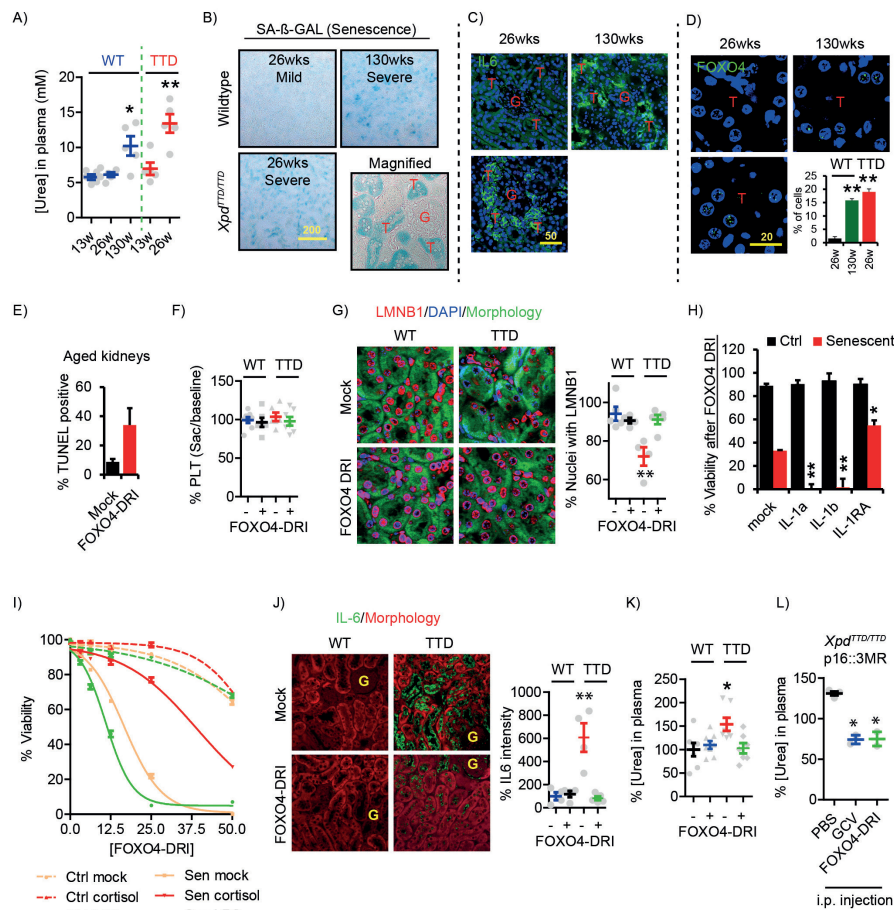 A)
WT TTD
[Urea] in plasma (mM)
20
15
10
5
0
*
**
13w 26w 130w 13w 26w
B)
SA-ß-GAL (Senescence)
26wks
Mild
130wks
Severe
Wildtype
26wks
Severe
Magnified
Xpd^TTD/TTD
200
T
G
T
T
C)
26wks 130wks
IL6
T
T
G
T
T
G
T
T
G
T
50
D)
26wks 130wks
FOXO4
T
T
T
20
WT TTD
% of cells
20
15
10
5
0
**
**
26w 130w 26w
E)
Aged kidneys
% TUNEL positive
60
40
20
0
Mock
FOXO4-DRI
F)
WT TTD
% PLT (Sac/baseline)
150
100
50
0
- + - +
FOXO4-DRI
G)
LMNB1/DAPI/Morphology
WT TTD
Mock
FOXO4 DRI
WT TTD
% Nuclei with LMNB1
100
80
60
**
- + - +
FOXO4-DRI
H)
Ctrl Senescent
% Viability after FOXO4 DRI
120
90
60
30
0
**
**
*
mock IL-1a IL-1b IL-1RA
I)
% Viability
100
80
60
40
20
0
0.0 12.5 25.0 37.5 50.0
[FOXO4-DRI]
Ctrl mock Sen mock
Ctrl cortisol Sen cortisol
J)
IL-6/Morphology
WT TTD
Mock
G
G
FOXO4-DRI
G
G
WT TTD
% IL6 intensity
1000
800
600
400
200
0
**
- + - +
FOXO4-DRI
K)
WT TTD
% [Urea] in plasma
250
200
150
100
50
0
*
- + - +
FOXO4-DRI
L)
Xpd^TTD/TTD
p16::3MR
% [Urea] in plasma
150
100
50
0
* *
PBS
GCV
FOXO4-DRI
i.p. injection